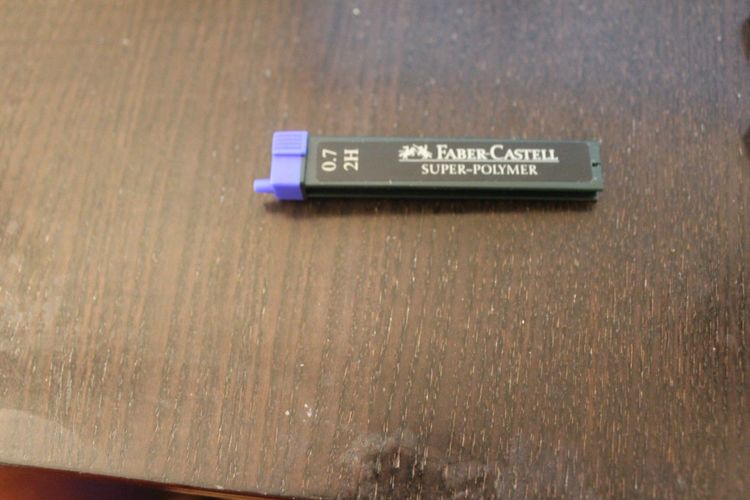 0.7
2H
FABER-CASTELL
SUPER-POLYMER